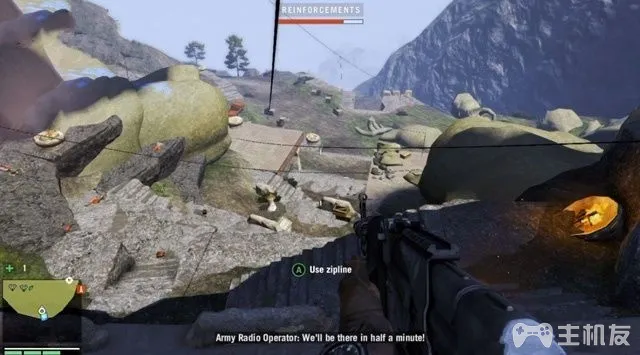 REINFORCEMENTS
A Use zipline
1
Army Radio Operator: We'll be there in half a minute!
主机友